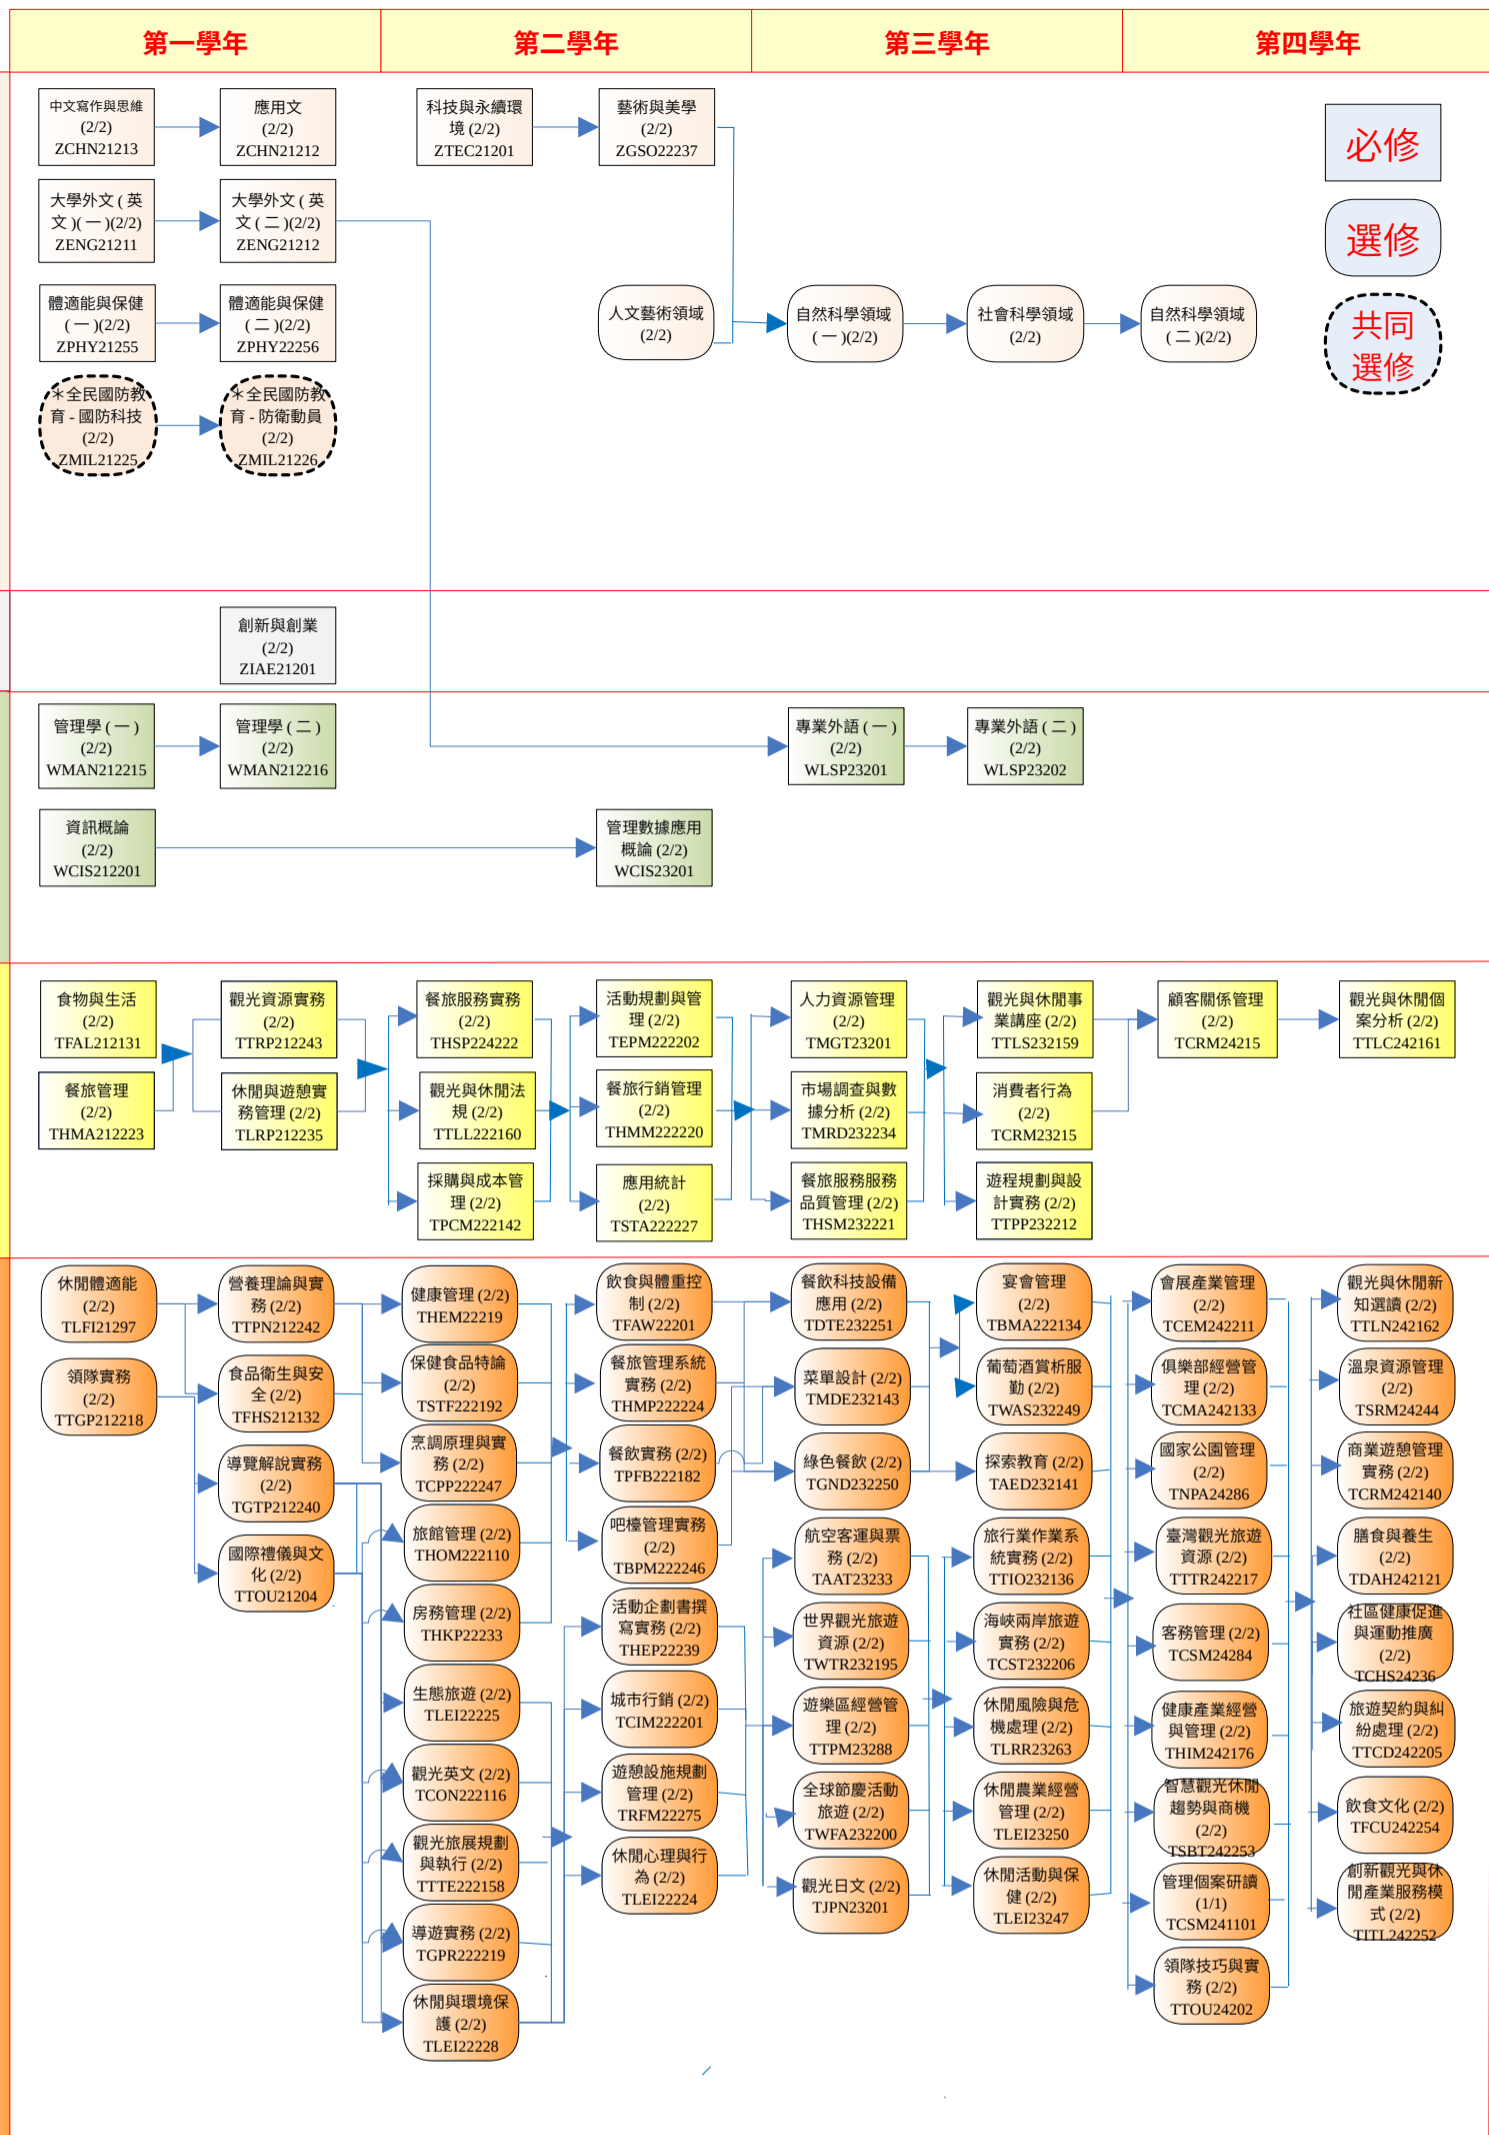 第一學年
第二學年
第三學年
第四學年
中文寫作與思維
(2/2)
ZCHN21213
應用文
(2/2)
ZCHN21212
科技與永續環
境 (2/2)
ZTEC21201
藝術與美學
(2/2)
ZGSO22237
必修
大學外文 ( 英
文 )( 一 )(2/2)
ZENG21211
大學外文 ( 英
文 ( 二 )(2/2)
ZENG21212
選修
體適能與保健
( 一 )(2/2)
ZPHY21255
體適能與保健
( 二 )(2/2)
ZPHY22256
人文藝術領域
(2/2)
自然科學領域
( 一 )(2/2)
社會科學領域
(2/2)
自然科學領域
( 二 )(2/2)
共同
選修
＊全民國防教
育 - 國防科技
(2/2)
ZMIL21225
＊全民國防教
育 - 防衛動員
(2/2)
ZMIL21226
創新與創業
(2/2)
ZIAE21201
管理學 ( 一 )
(2/2)
WMAN212215
管理學 ( 二 )
(2/2)
WMAN212216
專業外語 ( 一 )
(2/2)
WLSP23201
專業外語 ( 二 )
(2/2)
WLSP23202
資訊概論
(2/2)
WCIS212201
管理數據應用
概論 (2/2)
WCIS23201
食物與生活
(2/2)
TFAL212131
觀光資源實務
(2/2)
TTRP212243
餐旅服務實務
(2/2)
THSP224222
活動規劃與管
理 (2/2)
TEPM222202
人力資源管理
(2/2)
TMGT23201
觀光與休閒事
業講座 (2/2)
TTLS232159
顧客關係管理
(2/2)
TCRM24215
觀光與休閒個
案分析 (2/2)
TTLC242161
餐旅管理
(2/2)
THMA212223
休閒與遊憩實
務管理 (2/2)
TLRP212235
觀光與休閒法
規 (2/2)
TTLL222160
餐旅行銷管理
(2/2)
THMM222220
市場調查與數
據分析 (2/2)
TMRD232234
消費者行為
(2/2)
TCRM23215
採購與成本管
理 (2/2)
TPCM222142
應用統計
(2/2)
TSTA222227
餐旅服務服務
品質管理 (2/2)
THSM232221
遊程規劃與設
計實務 (2/2)
TTPP232212
休閒體適能
(2/2)
TLFI21297
營養理論與實
務 (2/2)
TTPN212242
健康管理 (2/2)
THEM22219
飲食與體重控
制 (2/2)
TFAW22201
餐飲科技設備
應用 (2/2)
TDTE232251
宴會管理
(2/2)
TBMA222134
會展產業管理
(2/2)
TCEM242211
觀光與休閒新
知選讀 (2/2)
TTLN242162
領隊實務
(2/2)
TTGP212218
食品衛生與安
全 (2/2)
TFHS212132
保健食品特論
(2/2)
TSTF222192
餐旅管理系統
實務 (2/2)
THMP222224
菜單設計 (2/2)
TMDE232143
葡萄酒賞析服
勤 (2/2)
TWAS232249
俱樂部經營管
理 (2/2)
TCMA242133
溫泉資源管理
(2/2)
TSRM24244
導覽解說實務
(2/2)
TGTP212240
烹調原理與實
務 (2/2)
TCPP222247
餐飲實務 (2/2)
TPFB222182
綠色餐飲 (2/2)
TGND232250
探索教育 (2/2)
TAED232141
國家公園管理
(2/2)
TNPA24286
商業遊憩管理
實務 (2/2)
TCRM242140
國際禮儀與文
化 (2/2)
TTOU21204
旅館管理 (2/2)
THOM222110
吧檯管理實務
(2/2)
TBPM222246
航空客運與票
務 (2/2)
TAAT23233
旅行業作業系
統實務 (2/2)
TTIO232136
臺灣觀光旅遊
資源 (2/2)
TTTR242217
膳食與養生
(2/2)
TDAH242121
房務管理 (2/2)
THKP22233
活動企劃書撰
寫實務 (2/2)
THEP22239
世界觀光旅遊
資源 (2/2)
TWTR232195
海峽兩岸旅遊
實務 (2/2)
TCST232206
客務管理 (2/2)
TCSM24284
社區健康促進
與運動推廣
(2/2)
TCHS24236
生態旅遊 (2/2)
TLEI22225
城市行銷 (2/2)
TCIM222201
遊樂區經營管
理 (2/2)
TTPM23288
休閒風險與危
機處理 (2/2)
TLRR23263
健康產業經營
與管理 (2/2)
THIM242176
旅遊契約與糾
紛處理 (2/2)
TTCD242205
觀光英文 (2/2)
TCON222116
遊憩設施規劃
管理 (2/2)
TRFM22275
全球節慶活動
旅遊 (2/2)
TWFA232200
休閒農業經營
管理 (2/2)
TLEI23250
智慧觀光休閒
趨勢與商機
(2/2)
TSBT242253
飲食文化 (2/2)
TFCU242254
觀光旅展規劃
與執行 (2/2)
TTTE222158
休閒心理與行
為 (2/2)
TLEI22224
觀光日文 (2/2)
TJPN23201
休閒活動與保
健 (2/2)
TLEI23247
管理個案研讀
(1/1)
TCSM241101
創新觀光與休
閒產業服務模
式 (2/2)
TITL242252
導遊實務 (2/2)
TGPR222219
領隊技巧與實
務 (2/2)
TTOU24202
休閒與環境保
護 (2/2)
TLEI22228